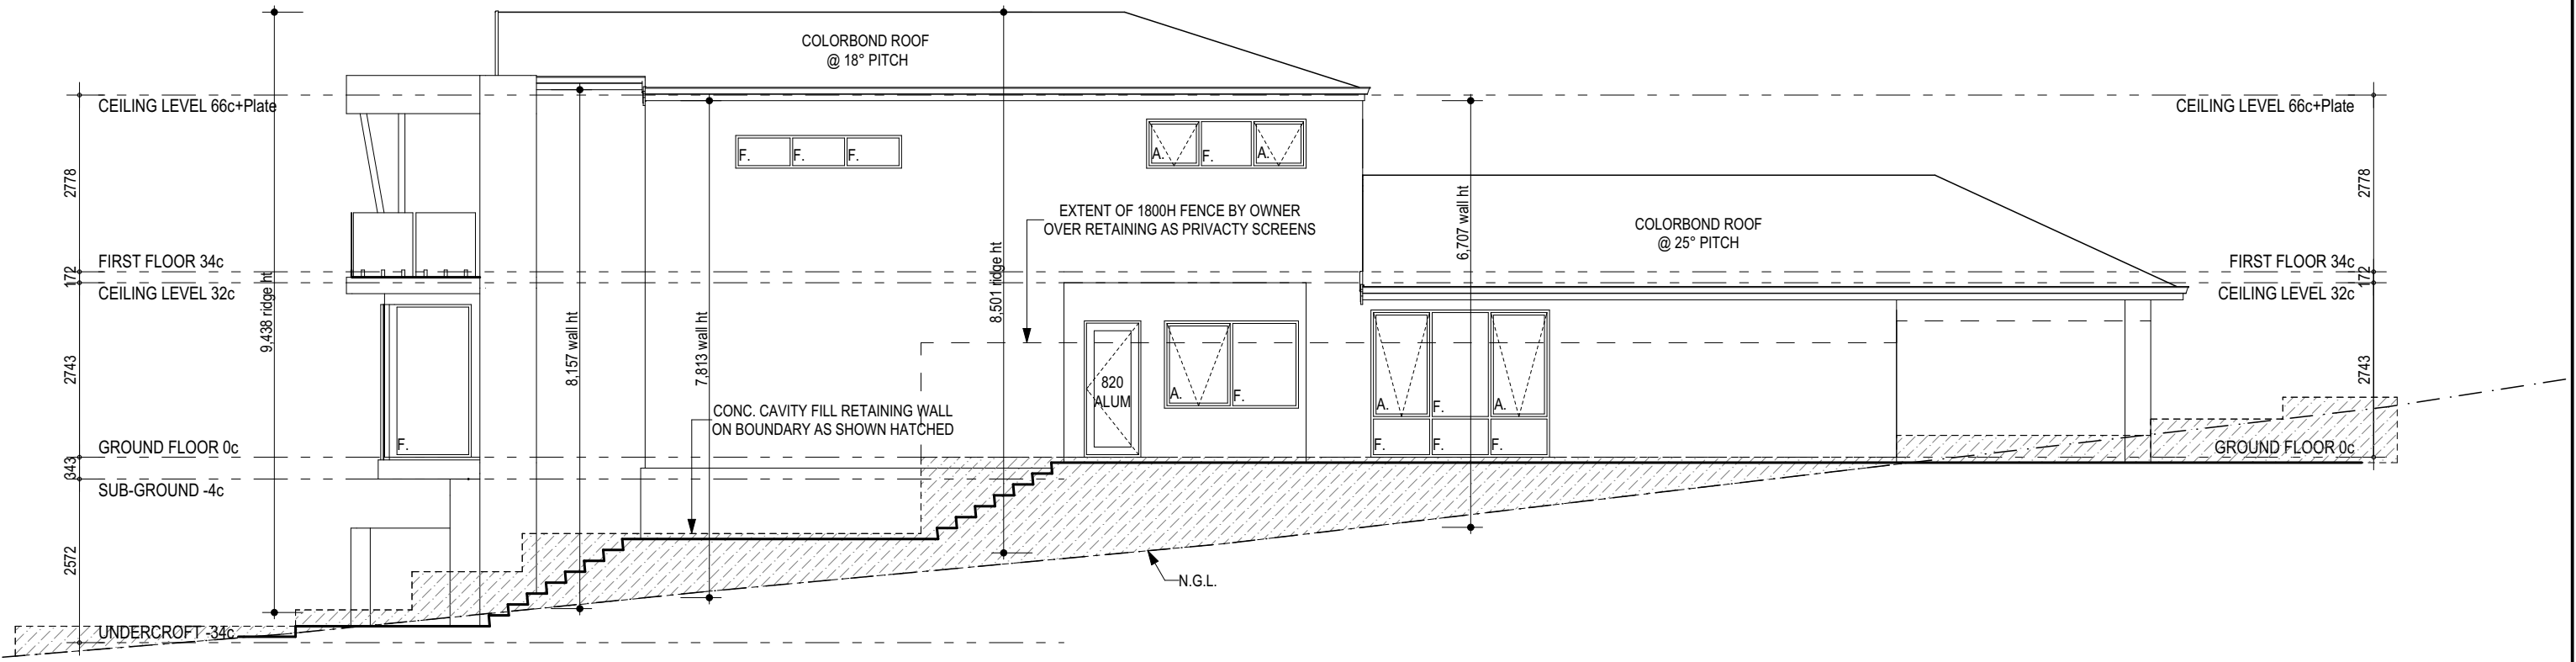 COLORBOND ROOF
@ 18° PITCH
CEILING LEVEL 66c+Plate
CEILING LEVEL 66c+Plate
F.
F.
F.
A.
F.
A.
2778
2778
EXTENT OF 1800H FENCE BY OWNER
OVER RETAINING AS PRIVACTY SCREENS
COLORBOND ROOF
@ 25° PITCH
6,707 wall ht
8,501 ridge ht
FIRST FLOOR 34c
FIRST FLOOR 34c
172
172
CEILING LEVEL 32c
CEILING LEVEL 32c
9,438 ridge ht
8,157 wall ht
7,813 wall ht
2743
2743
820
ALUM
A.
F.
A.
F.
A.
CONC. CAVITY FILL RETAINING WALL
ON BOUNDARY AS SHOWN HATCHED
F.
F.
F.
F.
GROUND FLOOR 0c
GROUND FLOOR 0c
343
SUB-GROUND -4c
2572
N.G.L.
UNDERCROFT -34c